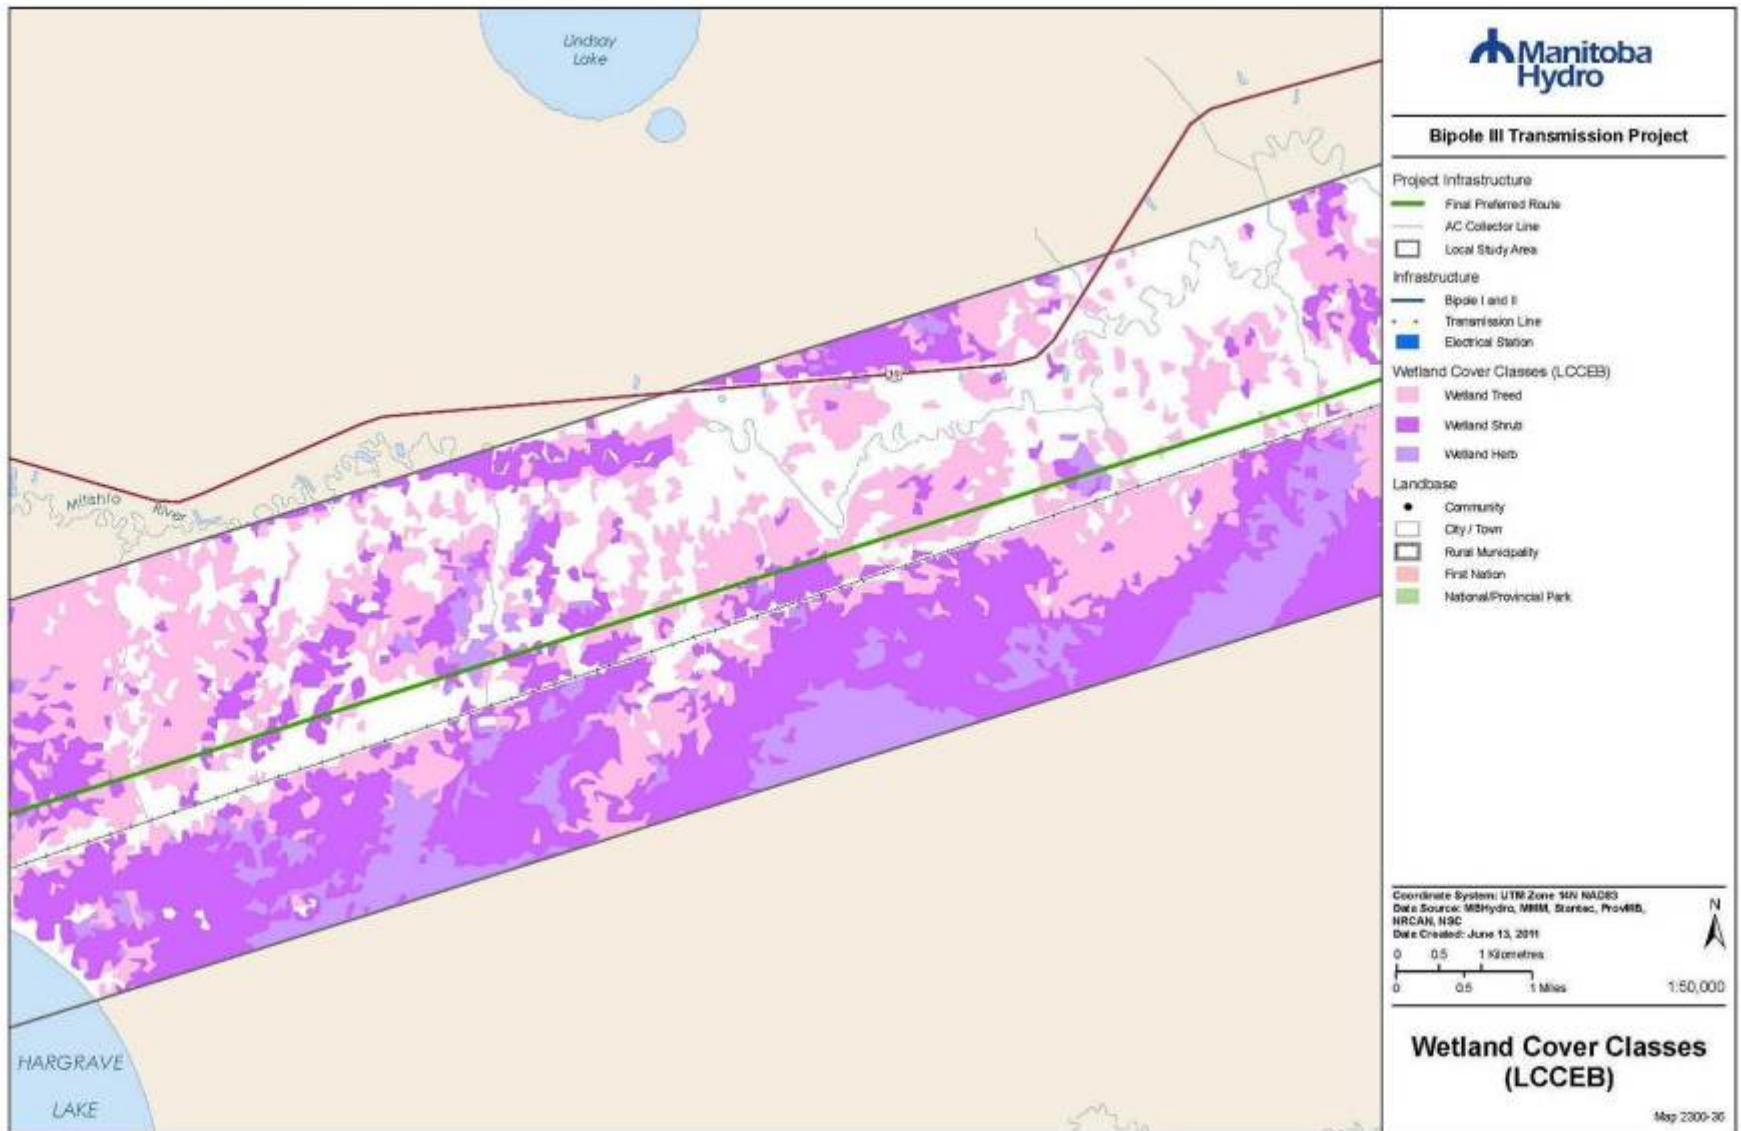 Lindsay
Lake
39
Mitishto River
HARGRAVE
LAKE
Manitoba
Hydro
Bipole III Transmission Project
Project Infrastructure
Final Preferred Route
AC Collector Line
Local Study Area
Infrastructure
Bipole I and II
Transmission Line
Electrical Station
Wetland Cover Classes (LCCEB)
Wetland Treed
Wetland Shrub
Wetland Herb
Landbase
Community
City / Town
Rural Municipality
First Nation
National/Provincial Park
Coordinate System: UTM Zone 14N NAD83
Data Source: MBHydro, MMM, Stantec, ProvMB,
NRCAN, NSC
Date Created: June 13, 2011
N
0 0.5 1 Kilometres
0 0.5 1 Miles
1:50,000
Wetland Cover Classes
(LCCEB)
Map 2300-36